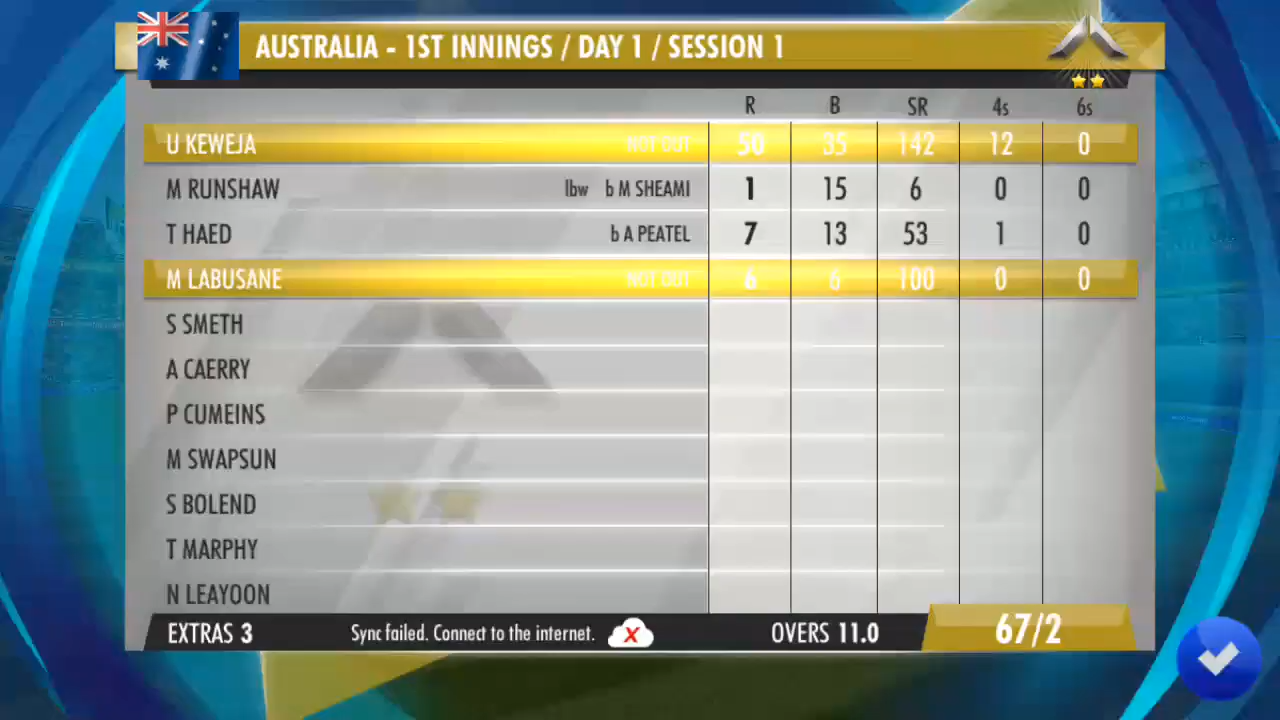 AUSTRALIA - 1ST INNINGS / DAY 1 / SESSION 1
R B SR 4s 6s
U KEWEJA NOT OUT 50 35 142 12 0
M RUNSHAW lbw b M SHEAMI 1 15 6 0 0
T HAED b A PEATEL 7 13 53 1 0
M LABUSANE NOT OUT 6 6 100 0 0
S SMETH
A CAERRY
P CUMEINS
M SWAPSUN
S BOLEND
T MARPHY
N LEAYOON
EXTRAS 3 Sync failed. Connect to the internet. X OVERS 11.0 67/2